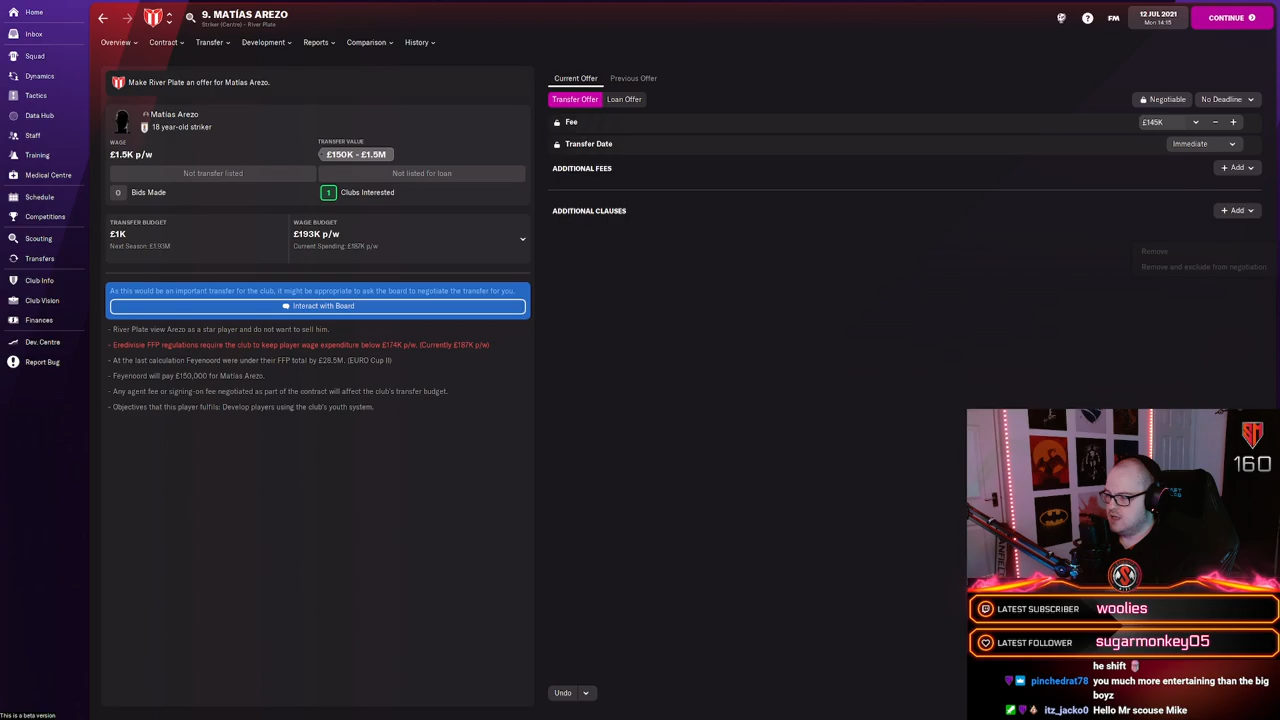 Home
Inbox
Squad
Dynamics
Tactics
Data Hub
Staff
Training
Medical Centre
Schedule
Competitions
Scouting
Transfers
Club Info
Club Vision
Finances
Dev. Centre
Report Bug
This is a beta version
9. MATÍAS AREZO
Striker (Centre) - River Plate
FM
12 JUL 2021
Mon 14:15
CONTINUE
Overview
Contract
Transfer
Development
Reports
Comparison
History
Make River Plate an offer for Matías Arezo.
Matías Arezo
18 year-old striker
WAGE
£1.5K p/w
TRANSFER VALUE
£150K - £1.5M
Not transfer listed
Not listed for loan
0 Bids Made
1 Clubs Interested
TRANSFER BUDGET
£1K
Next Season: £1.93M
WAGE BUDGET
£193K p/w
Current Spending: £187K p/w
As this would be an important transfer for the club, it might be appropriate to ask the board to negotiate the transfer for you.
Interact with Board
- River Plate view Arezo as a star player and do not want to sell him.
- Eredivisie FFP regulations require the club to keep player wage expenditure below £174K p/w. (Currently £187K p/w)
- At the last calculation Feyenoord were under their FFP total by £28.5M. (EURO Cup II)
- Feyenoord will pay £150,000 for Matías Arezo.
- Any agent fee or signing-on fee negotiated as part of the contract will affect the club's transfer budget.
- Objectives that this player fulfils: Develop players using the club's youth system.
Current Offer
Previous Offer
Transfer Offer
Loan Offer
Negotiable
No Deadline
Fee
£145K
Transfer Date
Immediate
ADDITIONAL FEES
+ Add
ADDITIONAL CLAUSES
+ Add
Remove
Remove and exclude from negotiation
Undo
160
LATEST SUBSCRIBER woolies
LATEST FOLLOWER sugarmonkey05
he shift
pinchedrat78 you much more entertaining than the big
boyz
itz_jacko0 Hello Mr scouse Mike